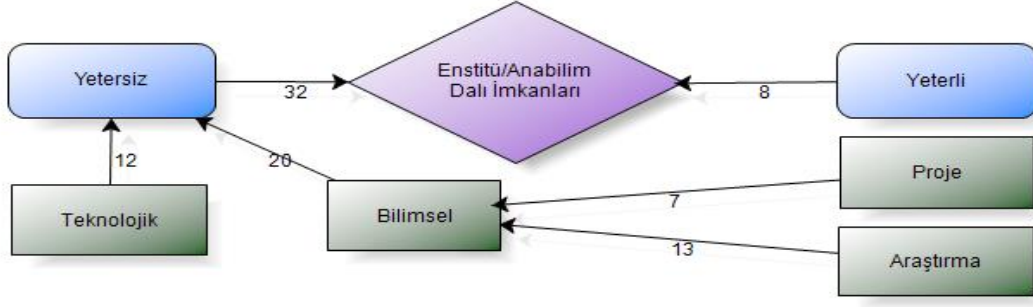 Yetersiz
32
Enstitü/Anabilim
Dalı İmkanları
8
Yeterli
12
20
Teknolojik
Bilimsel
7
Proje
13
Araştırma